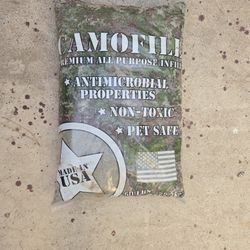 CAMOFILL
PREMIUM ALL PURPOSE INFILL
★ ANTIMICROBIAL
PROPERTIES
★ NON-TOXIC
★ PET SAFE
MADE IN
USA